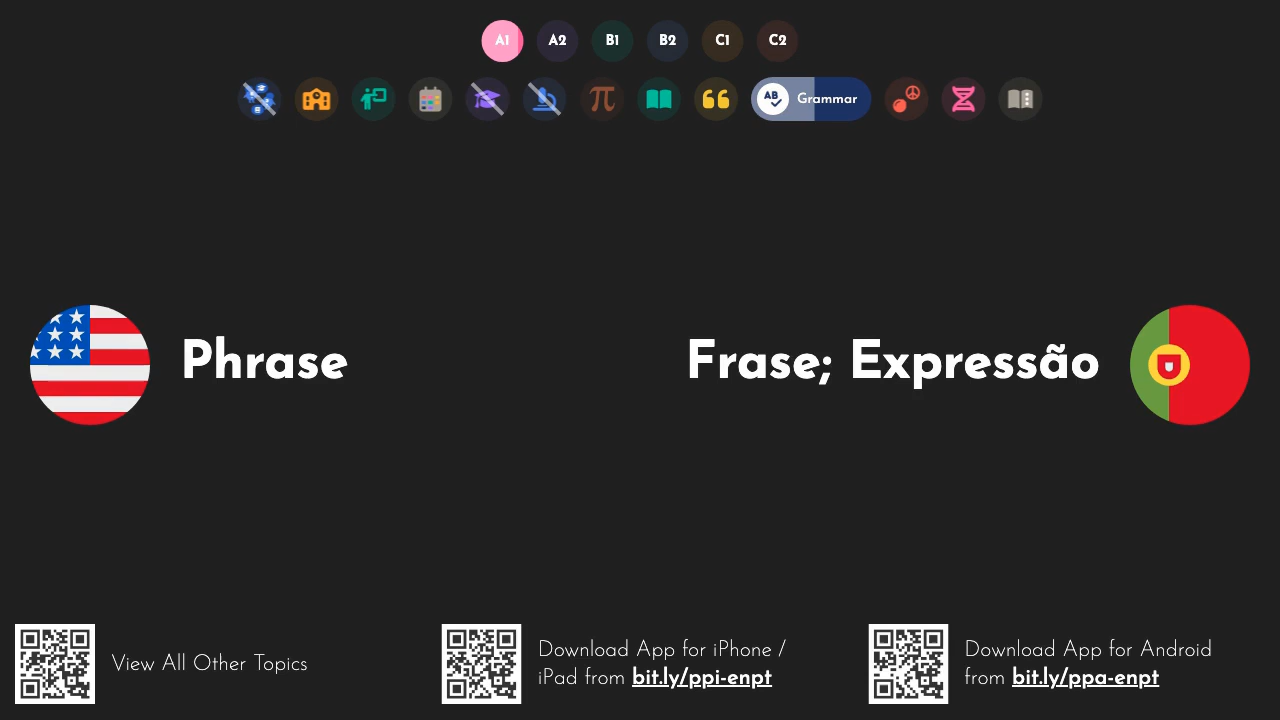 A1 A2 B1 B2 C1 C2
AB Grammar
Phrase
Frase; Expressão
View All Other Topics
Download App for iPhone /
iPad from bit.ly/ppi-enpt
Download App for Android
from bit.ly/ppa-enpt